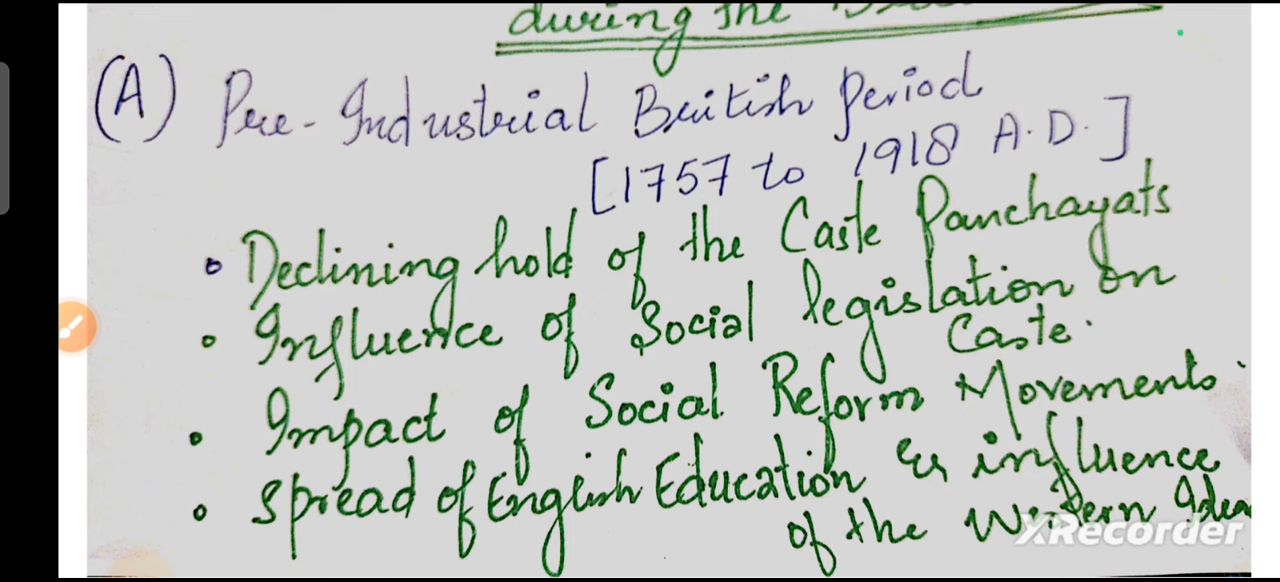 during the
(A) Pre-Industrial British Period
[1757 to 1918 A.D.]
• Declining hold of the Caste Panchayats
• Influence of Social legislation on
Caste.
• Impact of Social Reform Movements.
• Spread of English Education & influence
of the Western Idea
XRecorder